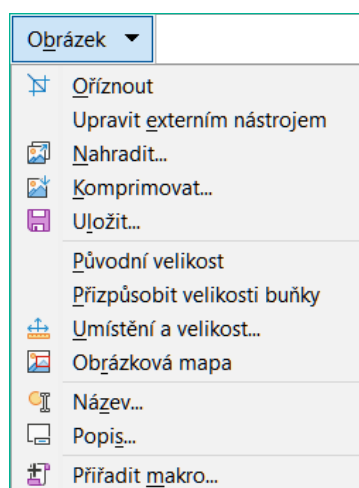 Obrázek
Oříznout
Upravit externím nástrojem
Nahradit...
Komprimovat...
Uložit...
Původní velikost
Přizpůsobit velikosti buňky
Umístění a velikost...
Obrázková mapa
Název...
Popis...
Přiřadit makro...